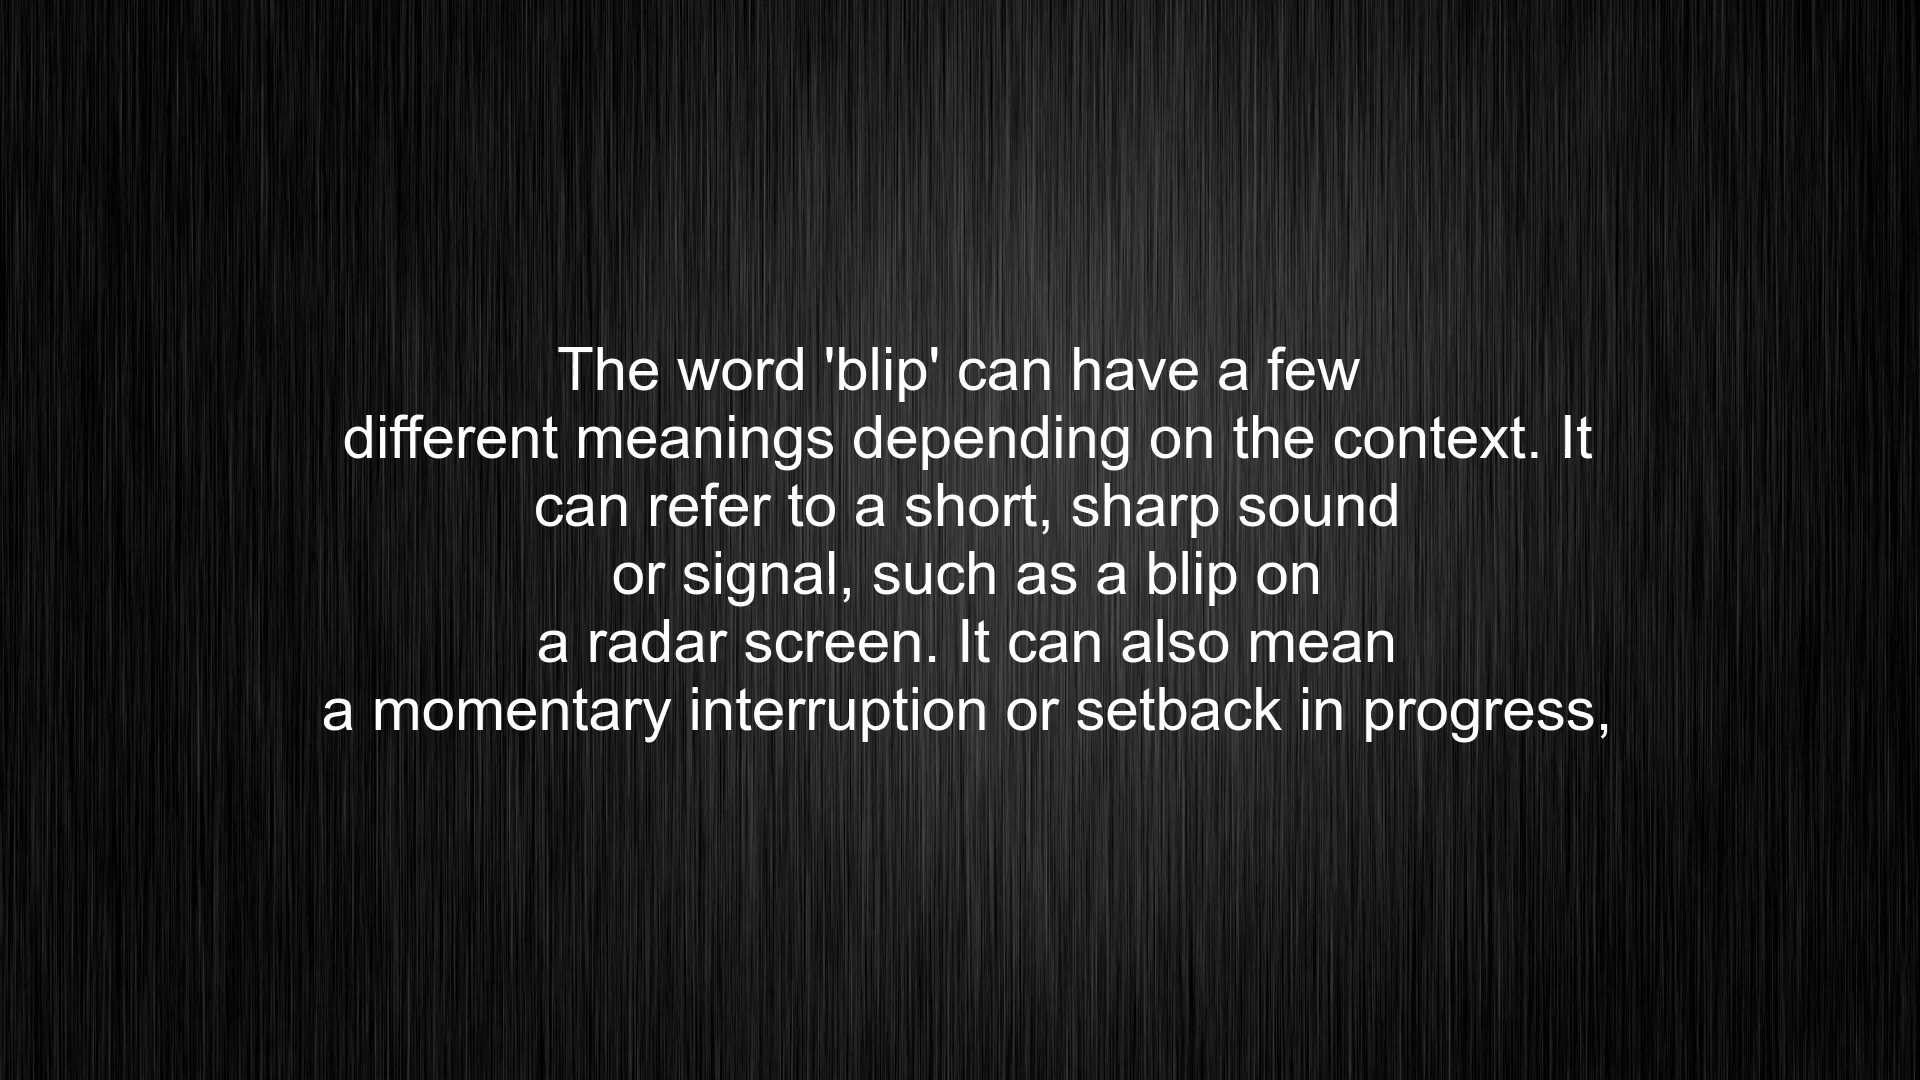 The word 'blip' can have a few
different meanings depending on the context. It
can refer to a short, sharp sound
or signal, such as a blip on
a radar screen. It can also mean
a momentary interruption or setback in progress,